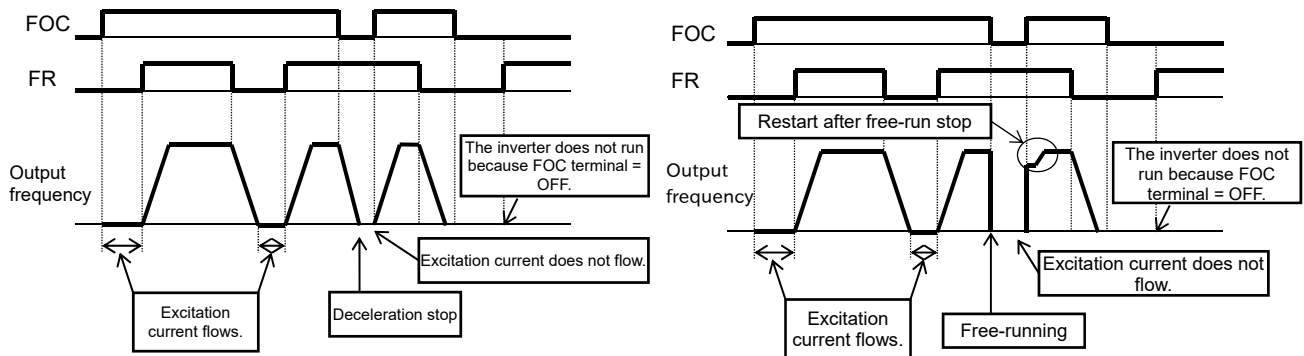 FOC
FR
Output
frequency
The inverter does not run
because FOC terminal =
OFF.
Excitation current does not flow.
Excitation
current flows.
Deceleration stop
FOC
FR
Restart after free-run stop
Output
frequency
The inverter does not
run because FOC
terminal = OFF.
Excitation current does not
flow.
Excitation
current flows.
Free-running